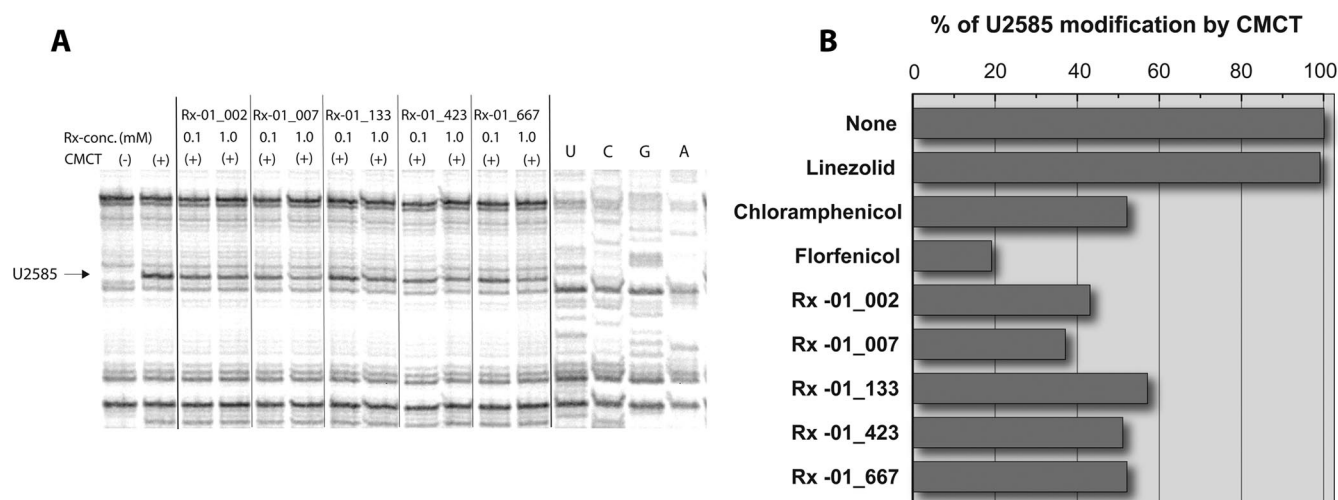 A
Rx-01_002 Rx-01_007 Rx-01_133 Rx-01_423 Rx-01_667
Rx-conc. (mM) 0.1 1.0 0.1 1.0 0.1 1.0 0.1 1.0 0.1 1.0
CMCT (-) (+) (+) (+) (+) (+) (+) (+) (+) (+) (+) (+) U C G A
U2585
B
% of U2585 modification by CMCT
0 20 40 60 80 100
None
Linezolid
Chloramphenicol
Florfenicol
Rx -01_002
Rx -01_007
Rx -01_133
Rx -01_423
Rx -01_667